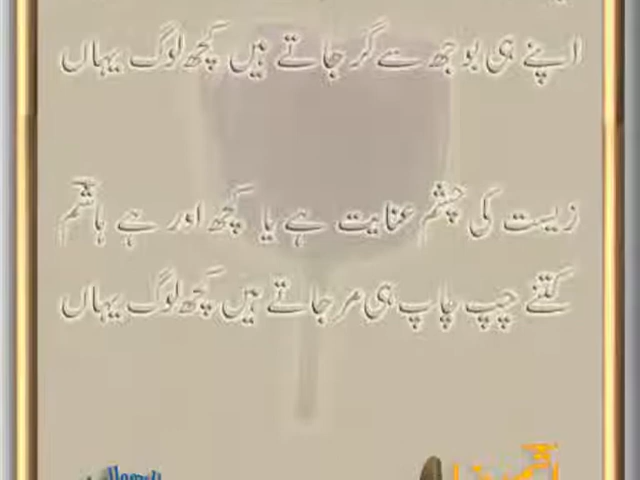 اپنے ہی بوجھ سے گر جاتے ہیں کچھ لوگ یہاں
زیست کی چشم عنایت ہے یا کچھ اور ہے ہاشم
کتنے چپ چاپ ہی مر جاتے ہیں کچھ لوگ یہاں